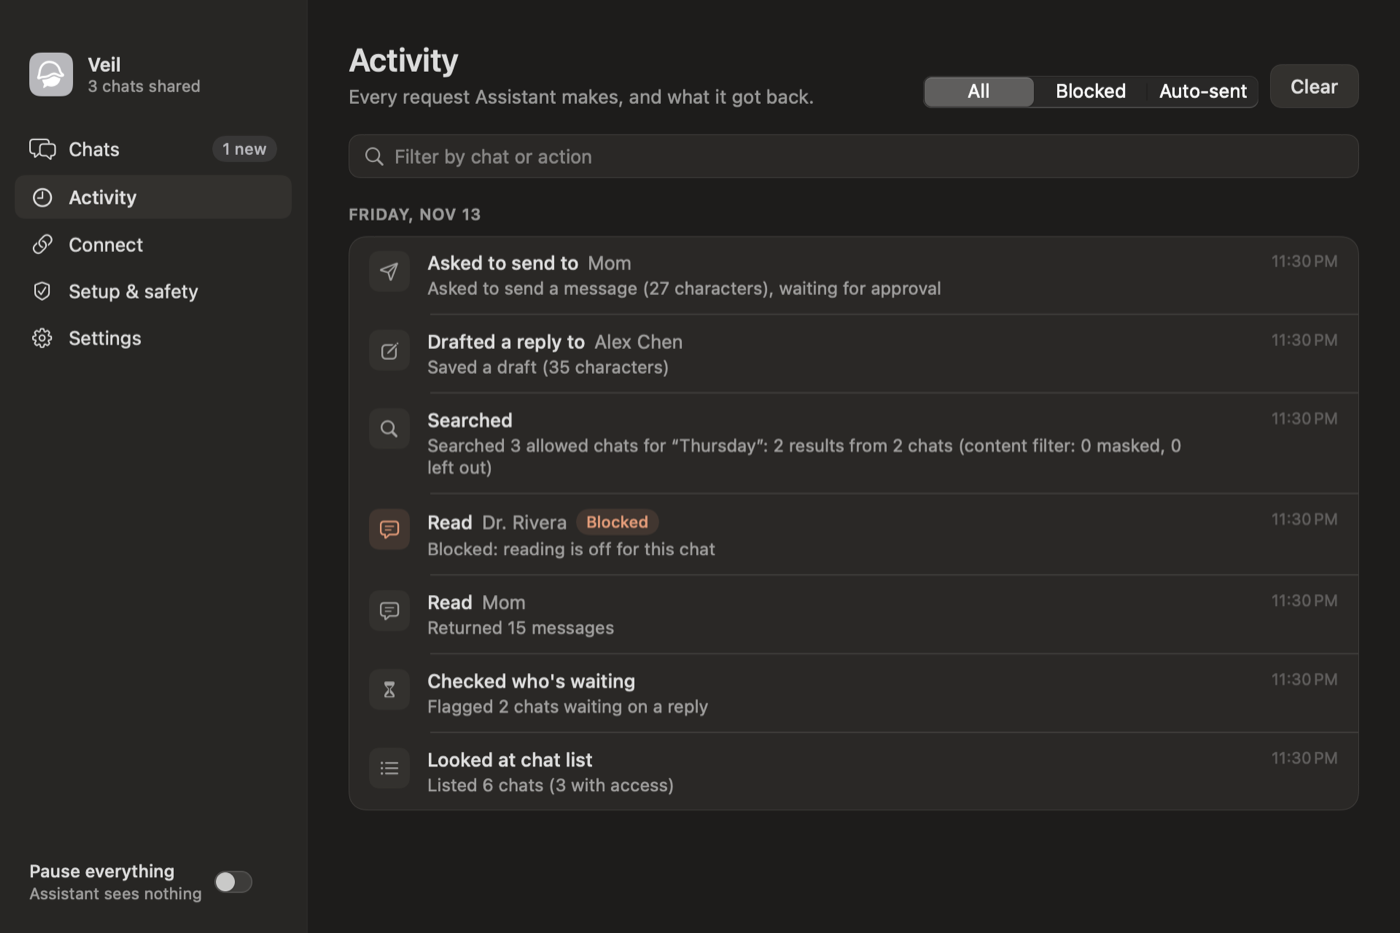 Veil
3 chats shared
Chats
1 new
Activity
Connect
Setup & safety
Settings
Pause everything
Assistant sees nothing
Activity
Every request Assistant makes, and what it got back.
All
Blocked
Auto-sent
Clear
Filter by chat or action
FRIDAY, NOV 13
Asked to send to Mom
11:30 PM
Asked to send a message (27 characters), waiting for approval
Drafted a reply to Alex Chen
11:30 PM
Saved a draft (35 characters)
Searched
11:30 PM
Searched 3 allowed chats for “Thursday”: 2 results from 2 chats (content filter: 0 masked, 0
left out)
Read Dr. Rivera Blocked
11:30 PM
Blocked: reading is off for this chat
Read Mom
11:30 PM
Returned 15 messages
Checked who's waiting
11:30 PM
Flagged 2 chats waiting on a reply
Looked at chat list
11:30 PM
Listed 6 chats (3 with access)